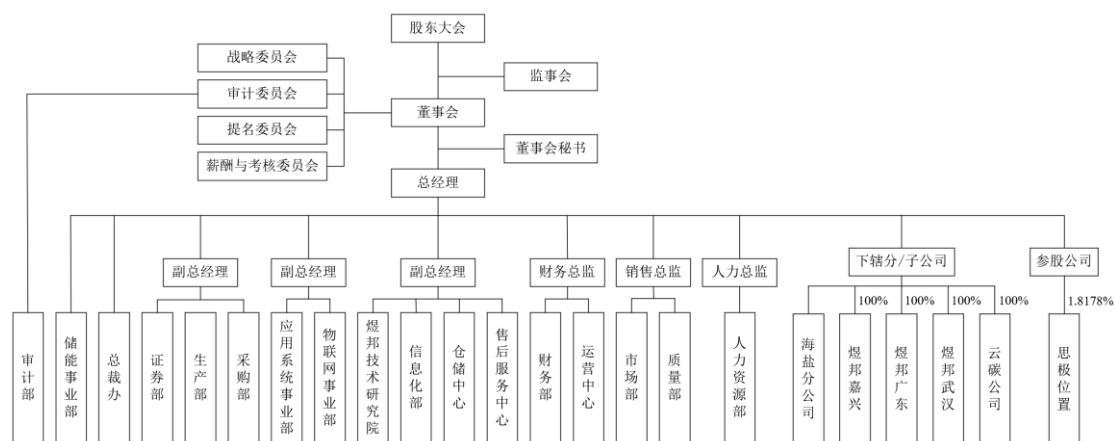 股东大会
战略委员会
监事会
审计委员会
董事会
提名委员会
董事会秘书
薪酬与考核委员会
总经理
副总经理
副总经理
副总经理
财务总监
销售总监
人力总监
下辖分/子公司
参股公司
100%
100%
100%
100%
1.8178%
审计部
储能事业部
总裁办
证券部
生产部
采购部
应用系统事业部
物联网事业部
煜邦技术研究院
信息化部
仓储中心
售后服务中心
财务部
运营中心
市场部
质量部
人力资源部
海盐分公司
煜邦嘉兴
煜邦广东
煜邦武汉
云碳公司
思极位置